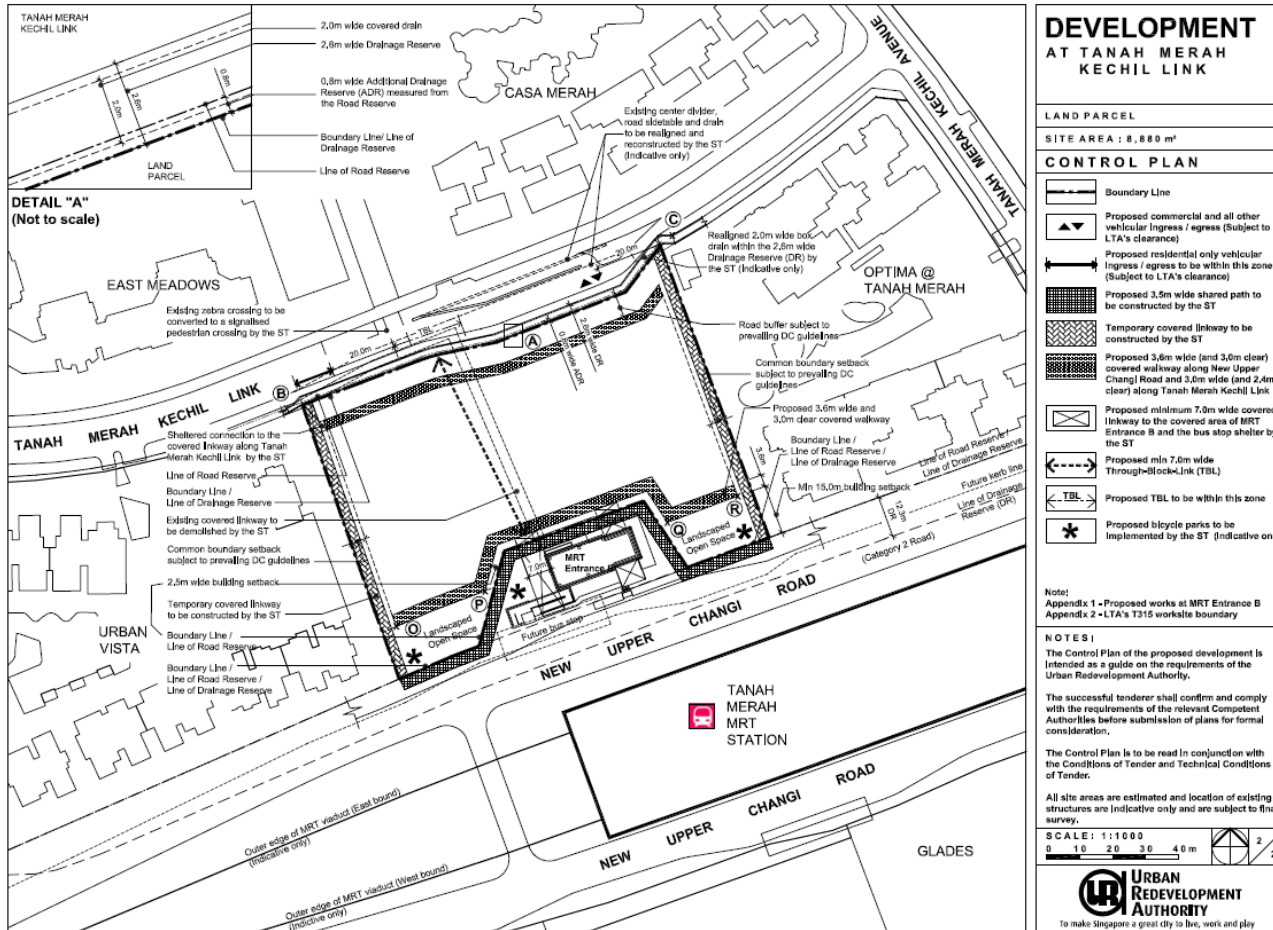 TANAH MERAH
KECHIL LINK
2.0m wide covered drain
2.6m wide Drainage Reserve
0.8m wide Additional Drainage
Reserve (ADR) measured from
the Road Reserve
Boundary Line/ Line of
Drainage Reserve
Line of Road Reserve
0.8m
2.0m
2.6m
LAND
PARCEL
DETAIL "A"
(Not to scale)
CASA MERAH
TANAH MERAH KECHIL AVENUE
Existing center divider,
road sidetable and drain
to be realigned and
reconstructed by the ST
(Indicative only)
EAST MEADOWS
Existing zebra crossing to be
converted to a signalised
pedestrian crossing by the ST
TBL
20.0m
20.0m
C
Realigned 2.0m wide box
drain within the 2.6m wide
Drainage Reserve (DR) by
the ST (Indicative only)
OPTIMA @
TANAH MERAH
A
B
2.6m wide DR
0.8m wide ADR
Road buffer subject to
prevailing DC guidelines
Common boundary setback
subject to prevailing DC
guidelines
TANAH MERAH KECHIL LINK
Proposed 3.6m wide and
3.0m clear covered walkway
Boundary Line /
Line of Road Reserve /
Line of Drainage Reserve
Line of Road Reserve /
Line of Drainage Reserve
Future kerb line
Line of Drainage
Reserve (DR)
Min 15.0m building setback
3.6m
12.3m
DR
(Category 2 Road)
Sheltered connection to the
covered linkway along Tanah
Merah Kechil Link by the ST
Line of Road Reserve
Boundary Line /
Line of Drainage Reserve
Existing covered linkway to
be demolished by the ST
Common boundary setback
subject to prevailing DC guidelines
2.5m wide building setback
Temporary covered linkway
to be constructed by the ST
Boundary Line /
Line of Road Reserve
Boundary Line /
Line of Road Reserve /
Line of Drainage Reserve
URBAN
VISTA
MRT
Entrance
7.0m
O
P
Q
R
Landscaped
Open Space
Landscaped
Open Space
Future bus stop
NEW UPPER CHANGI ROAD
TANAH
MERAH
MRT
STATION
NEW UPPER CHANGI ROAD
Outer edge of MRT viaduct (East bound)
(Indicative only)
Outer edge of MRT viaduct (West bound)
(Indictive only)
GLADES
DEVELOPMENT
AT TANAH MERAH
KECHIL LINK
LAND PARCEL
SITE AREA : 8,880 m²
CONTROL PLAN
Boundary Line
Proposed commercial and all other
vehicular ingress / egress (Subject to
LTA's clearance)
Proposed residential only vehicular
ingress / egress to be within this zone
(Subject to LTA's clearance)
Proposed 3.5m wide shared path to
be constructed by the ST
Temporary covered linkway to be
constructed by the ST
Proposed 3.6m wide (and 3.0m clear)
covered walkway along New Upper
Changi Road and 3.0m wide (and 2.4m
clear) along Tanah Merah Kechil Link
Proposed minimum 7.0m wide covered
linkway to the covered area of MRT
Entrance B and the bus stop shelter by
the ST
Proposed min 7.0m wide
Through-Block-Link (TBL)
TBL
Proposed TBL to be within this zone
Proposed bicycle parks to be
Implemented by the ST (Indicative on
Note:
Appendix 1 - Proposed works at MRT Entrance B
Appendix 2 - LTA's T315 worksite boundary
NOTES:
The Control Plan of the proposed development is
intended as a guide on the requirements of the
Urban Redevelopment Authority.
The successful tenderer shall confirm and comply
with the requirements of the relevant Competent
Authorities before submission of plans for formal
consideration.
The Control Plan is to be read in conjunction with
the Conditions of Tender and Technical Conditions
of Tender.
All site areas are estimated and location of existing
structures are indicative only and are subject to fina
survey.
SCALE: 1:1000
0 10 20 30 40 m
2
URBAN
REDEVELOPMENT
AUTHORITY
To make Singapore a great city to live, work and play